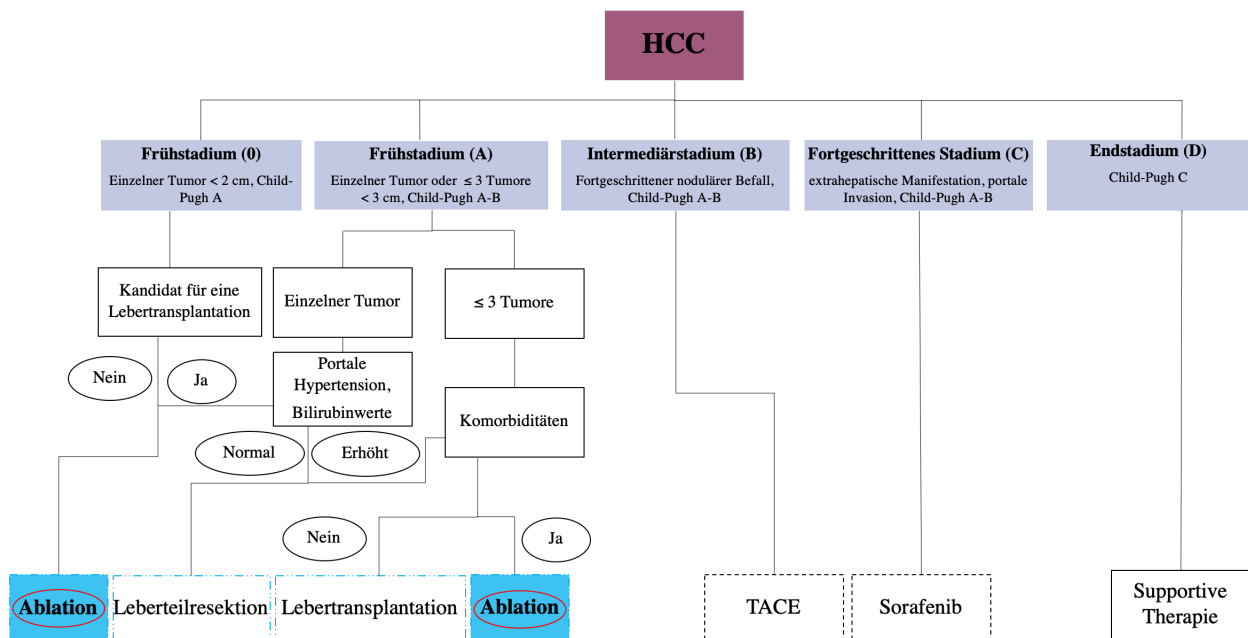 HCC
Frühstadium (0)
Einzelner Tumor < 2 cm, Child-
Pugh A
Frühstadium (A)
Einzelner Tumor oder ≤ 3 Tumore
< 3 cm, Child-Pugh A-B
Intermediärstadium (B)
Fortgeschrittener nodulärer Befall,
Child-Pugh A-B
Fortgeschrittenes Stadium (C)
extrahepatische Manifestation, portale
Invasion, Child-Pugh A-B
Endstadium (D)
Child-Pugh C
Kandidat für eine
Lebertransplantation
Einzelner Tumor
≤ 3 Tumore
Nein
Ja
Portale
Hypertension,
Bilirubinwerte
Komorbiditäten
Normal
Erhöht
Nein
Ja
Ablation
Leberteilresektion
Lebertransplantation
Ablation
TACE
Sorafenib
Supportive
Therapie